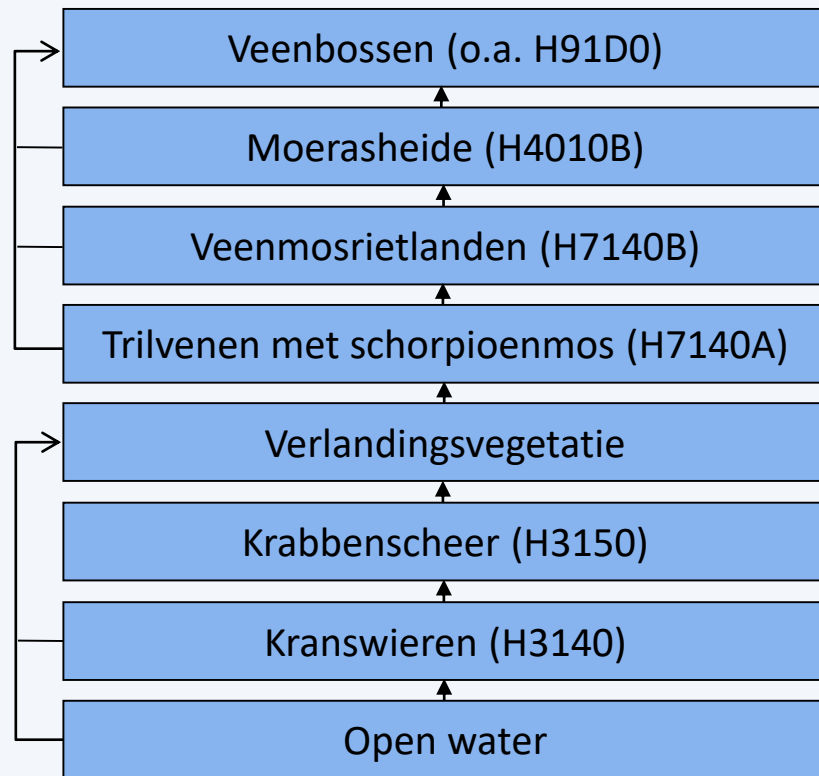 Veenbossen (o.a. H91D0)
Moerasheide (H4010B)
Veenmosrietlanden (H7140B)
Trilvenen met schorpioenmos (H7140A)
Verlandingsvegetatie
Krabbenscheer (H3150)
Kranswieren (H3140)
Open water